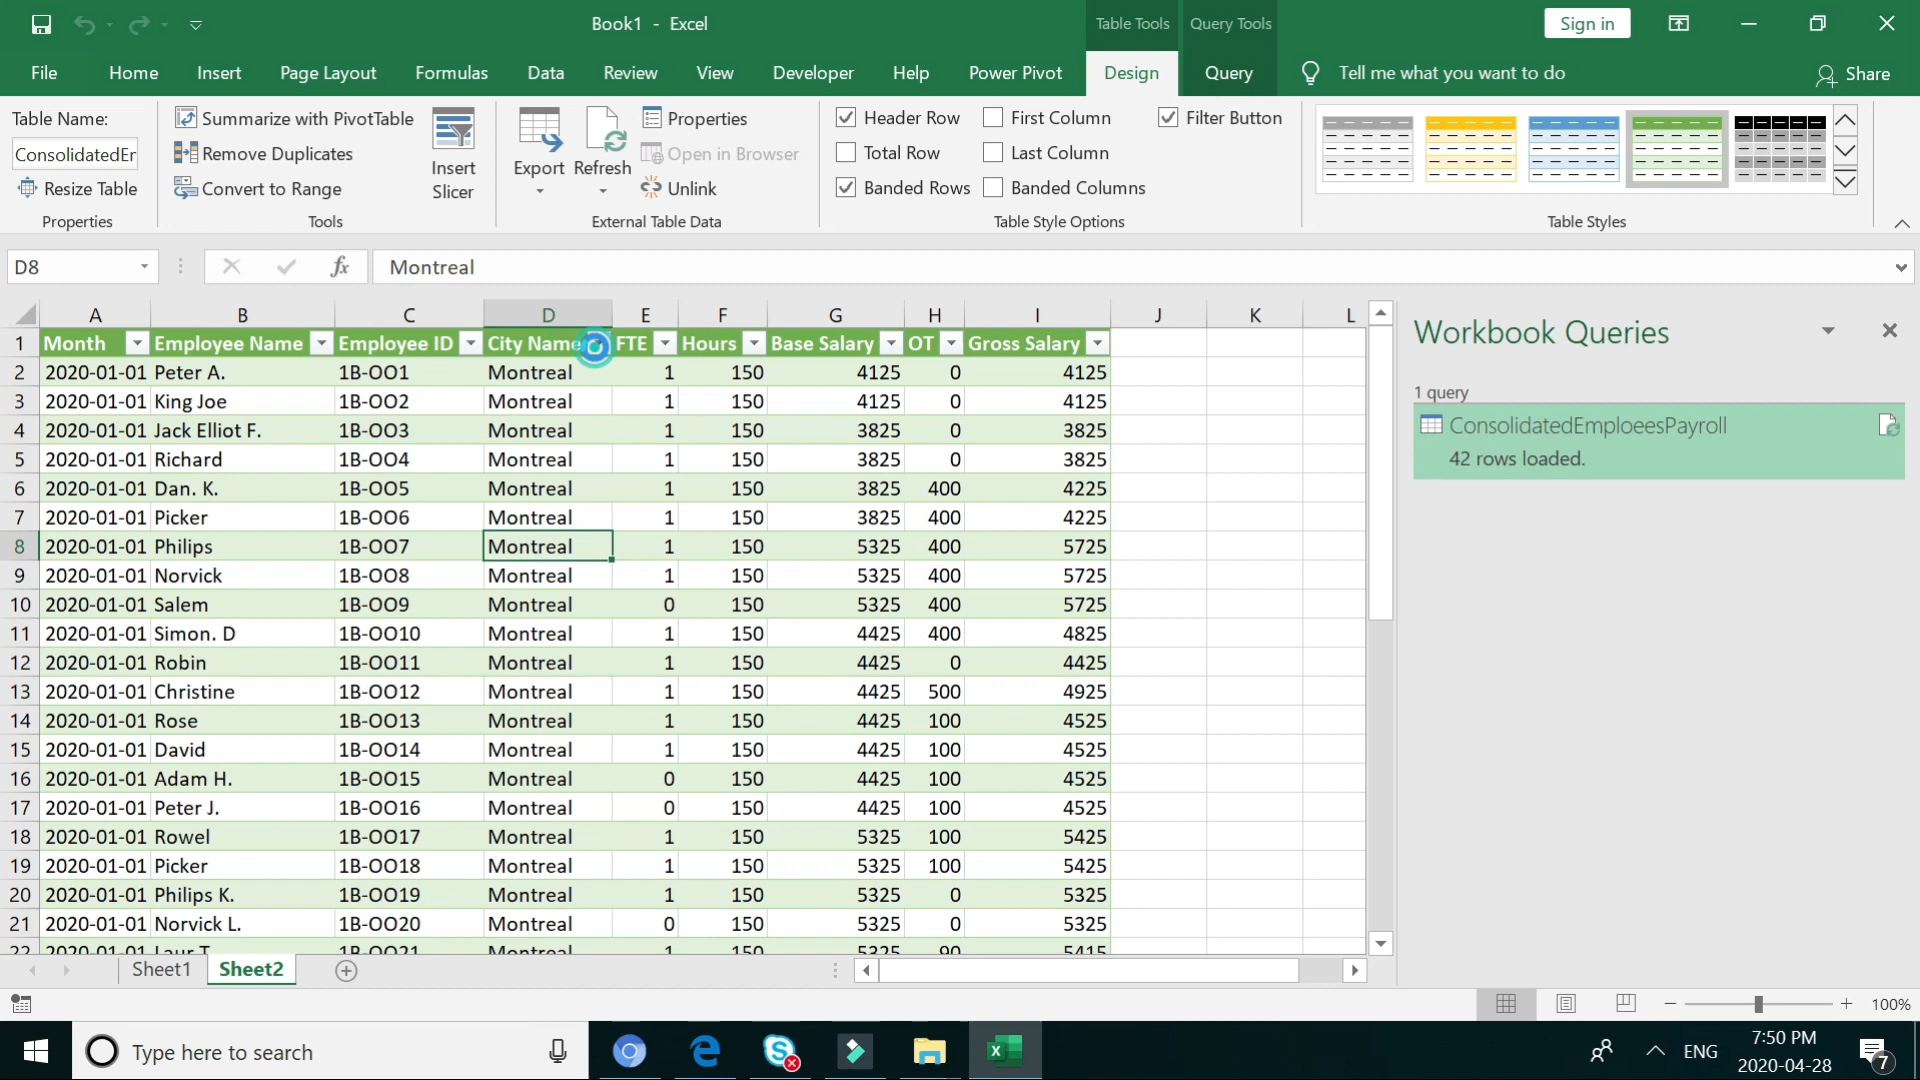 Book1 - Excel
Table Tools
Query Tools
Sign in
File
Home
Insert
Page Layout
Formulas
Data
Review
View
Developer
Help
Power Pivot
Design
Query
Tell me what you want to do
Share
Table Name:
ConsolidatedEr
Resize Table
Properties
Summarize with PivotTable
Remove Duplicates
Convert to Range
Tools
Insert
Slicer
Export
Refresh
Properties
Open in Browser
Unlink
External Table Data
Header Row
Total Row
Banded Rows
First Column
Last Column
Banded Columns
Filter Button
Table Style Options
Table Styles
D8
fx
Montreal
A B C D E F G H I J K L
1 Month Employee Name Employee ID City Name FTE Hours Base Salary OT Gross Salary
2 2020-01-01 Peter A. 1B-OO1 Montreal 1 150 4125 0 4125
3 2020-01-01 King Joe 1B-OO2 Montreal 1 150 4125 0 4125
4 2020-01-01 Jack Elliot F. 1B-OO3 Montreal 1 150 3825 0 3825
5 2020-01-01 Richard 1B-OO4 Montreal 1 150 3825 0 3825
6 2020-01-01 Dan. K. 1B-OO5 Montreal 1 150 3825 400 4225
7 2020-01-01 Picker 1B-OO6 Montreal 1 150 3825 400 4225
8 2020-01-01 Philips 1B-OO7 Montreal 1 150 5325 400 5725
9 2020-01-01 Norvick 1B-OO8 Montreal 1 150 5325 400 5725
10 2020-01-01 Salem 1B-OO9 Montreal 0 150 5325 400 5725
11 2020-01-01 Simon. D 1B-OO10 Montreal 1 150 4425 400 4825
12 2020-01-01 Robin 1B-OO11 Montreal 1 150 4425 0 4425
13 2020-01-01 Christine 1B-OO12 Montreal 1 150 4425 500 4925
14 2020-01-01 Rose 1B-OO13 Montreal 1 150 4425 100 4525
15 2020-01-01 David 1B-OO14 Montreal 1 150 4425 100 4525
16 2020-01-01 Adam H. 1B-OO15 Montreal 0 150 4425 100 4525
17 2020-01-01 Peter J. 1B-OO16 Montreal 0 150 4425 100 4525
18 2020-01-01 Rowel 1B-OO17 Montreal 1 150 5325 100 5425
19 2020-01-01 Picker 1B-OO18 Montreal 1 150 5325 100 5425
20 2020-01-01 Philips K. 1B-OO19 Montreal 1 150 5325 0 5325
21 2020-01-01 Norvick L. 1B-OO20 Montreal 0 150 5325 0 5325
22 2020-01-01 Laur T. 1B-OO21 Montreal 1 150 5325 90 5415
Workbook Queries
1 query
ConsolidatedEmploeesPayroll
42 rows loaded.
Sheet1
Sheet2
100%
Type here to search
ENG
7:50 PM
2020-04-28
7